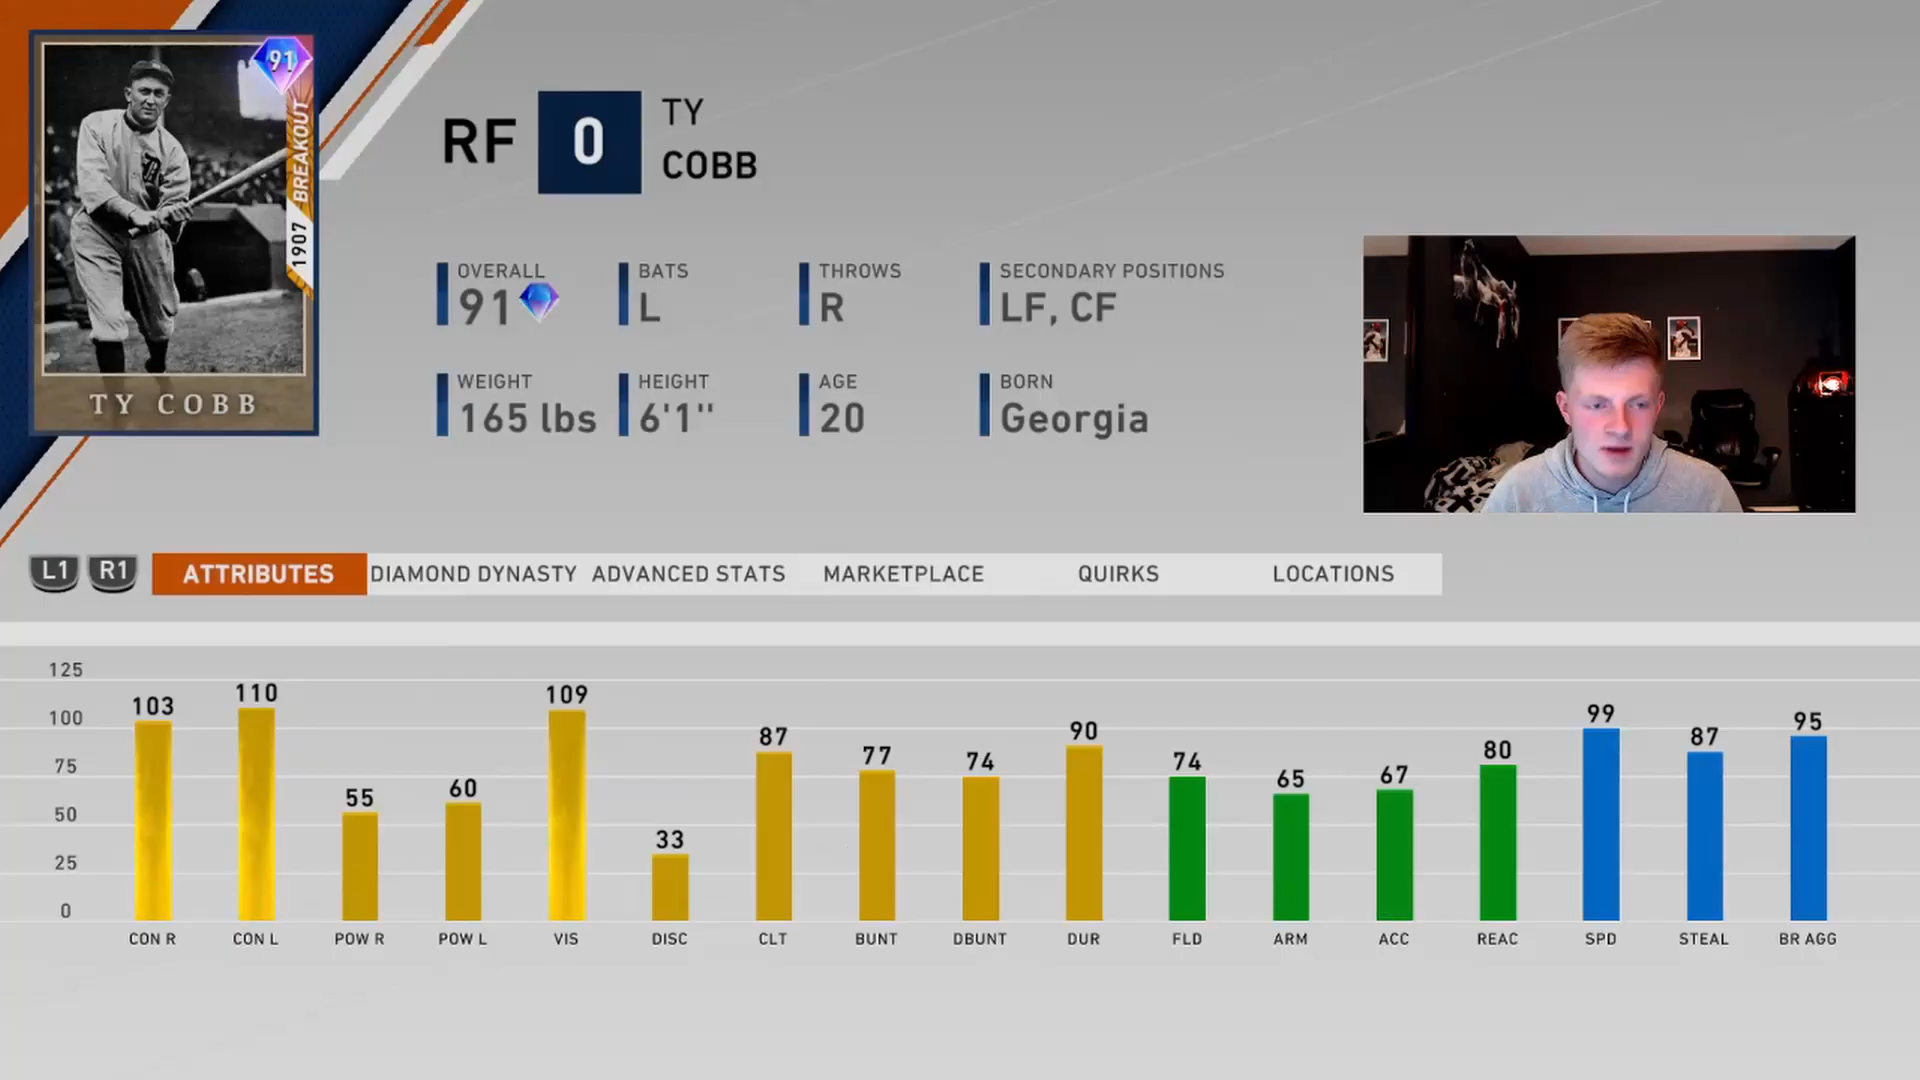 91
1907 BREAKOUT
TY COBB
RF 0 TY
COBB
OVERALL BATS THROWS SECONDARY POSITIONS
91 L R LF, CF
WEIGHT HEIGHT AGE BORN
165 lbs 6'1'' 20 Georgia
L1 R1 ATTRIBUTES DIAMOND DYNASTY ADVANCED STATS MARKETPLACE QUIRKS LOCATIONS
125
100
75
50
25
0
103 110 55 60 109 33 87 77 74 90 74 65 67 80 99 87 95
CON R CON L POW R POW L VIS DISC CLT BUNT DBUNT DUR FLD ARM ACC REAC SPD STEAL BR AGG